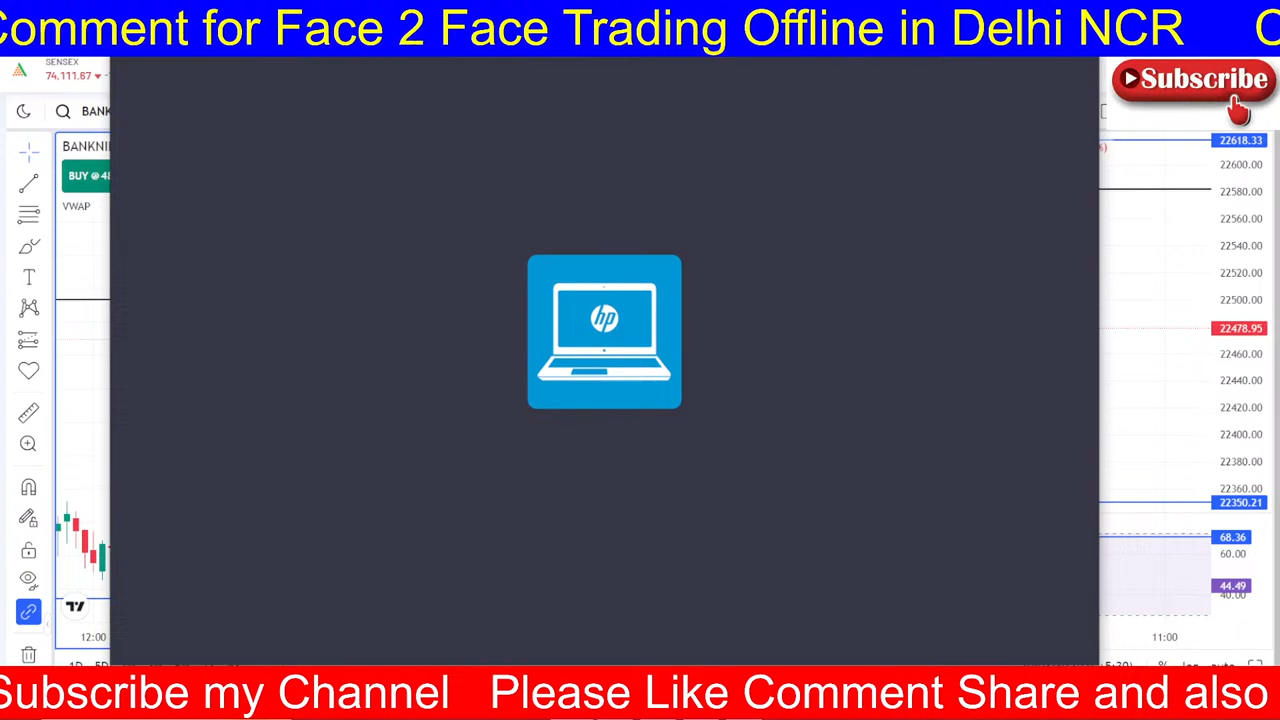 Comment for Face 2 Face Trading Offline in Delhi NCR
SENSEX
74,111.67
Subscribe
BANK
BANKNI
BUY @ 48
VWAP
hp
22618.33
22600.00
22580.00
22560.00
22540.00
22520.00
22500.00
22478.95
22460.00
22440.00
22420.00
22400.00
22380.00
22360.00
22350.21
68.36
60.00
44.49
40.00
12:00
11:00
Subscribe my Channel Please Like Comment Share and also